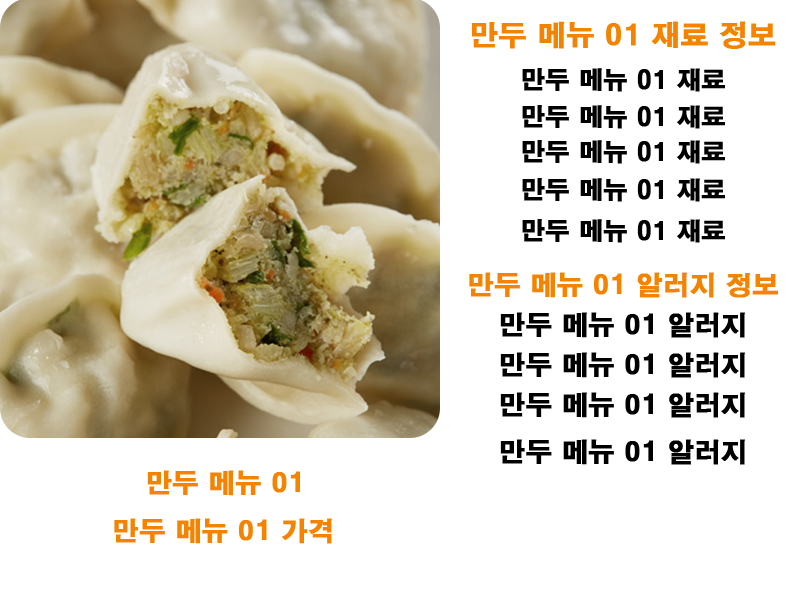 만두 메뉴 01 재료 정보
만두 메뉴 01 재료
만두 메뉴 01 재료
만두 메뉴 01 재료
만두 메뉴 01 재료
만두 메뉴 01 재료
만두 메뉴 01 알러지 정보
만두 메뉴 01 알러지
만두 메뉴 01 알러지
만두 메뉴 01 알러지
만두 메뉴 01 알러지
만두 메뉴 01
만두 메뉴 01 가격